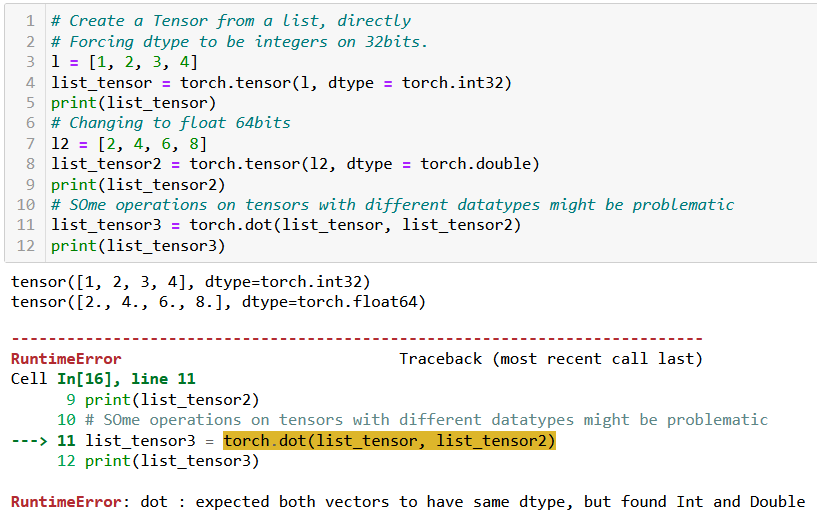 1 # Create a Tensor from a list, directly
2 # Forcing dtype to be integers on 32bits.
3 l = [1, 2, 3, 4]
4 list_tensor = torch.tensor(l, dtype = torch.int32)
5 print(list_tensor)
6 # Changing to float 64bits
7 l2 = [2, 4, 6, 8]
8 list_tensor2 = torch.tensor(l2, dtype = torch.double)
9 print(list_tensor2)
10 # SOme operations on tensors with different datatypes might be problematic
11 list_tensor3 = torch.dot(list_tensor, list_tensor2)
12 print(list_tensor3)
tensor([1, 2, 3, 4], dtype=torch.int32)
tensor([2., 4., 6., 8.], dtype=torch.float64)
---------------------------------------------------------------------------
RuntimeError                              Traceback (most recent call last)
Cell In[16], line 11
      9 print(list_tensor2)
     10 # SOme operations on tensors with different datatypes might be problematic
---> 11 list_tensor3 = torch.dot(list_tensor, list_tensor2)
     12 print(list_tensor3)
RuntimeError: dot : expected both vectors to have same dtype, but found Int and Double